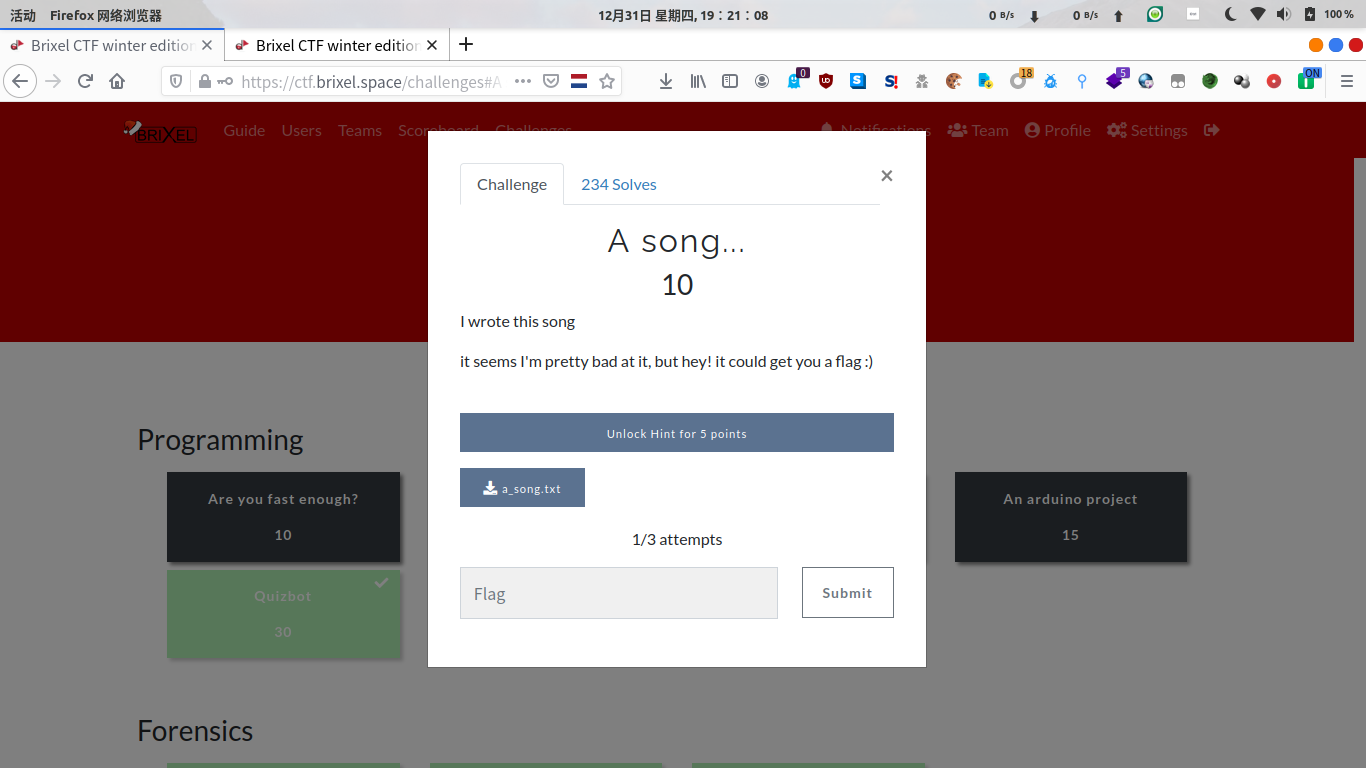 活动 Firefox 网络浏览器 12月31日 星期四, 19：21：08 0 B/s 0 B/s 100 %
Brixel CTF winter edition Brixel CTF winter edition
https://ctf.brixel.space/challenges#A 0 18 5 ON
BRIXEL Guide Users Teams Scoreboard Challenges Notifications Team Profile Settings
Challenge 234 Solves ×
A song...
10
I wrote this song
it seems I'm pretty bad at it, but hey! it could get you a flag :)
Unlock Hint for 5 points
a_song.txt
1/3 attempts
Flag Submit
Programming
Are you fast enough? An arduino project
10 15
Quizbot
30
Forensics